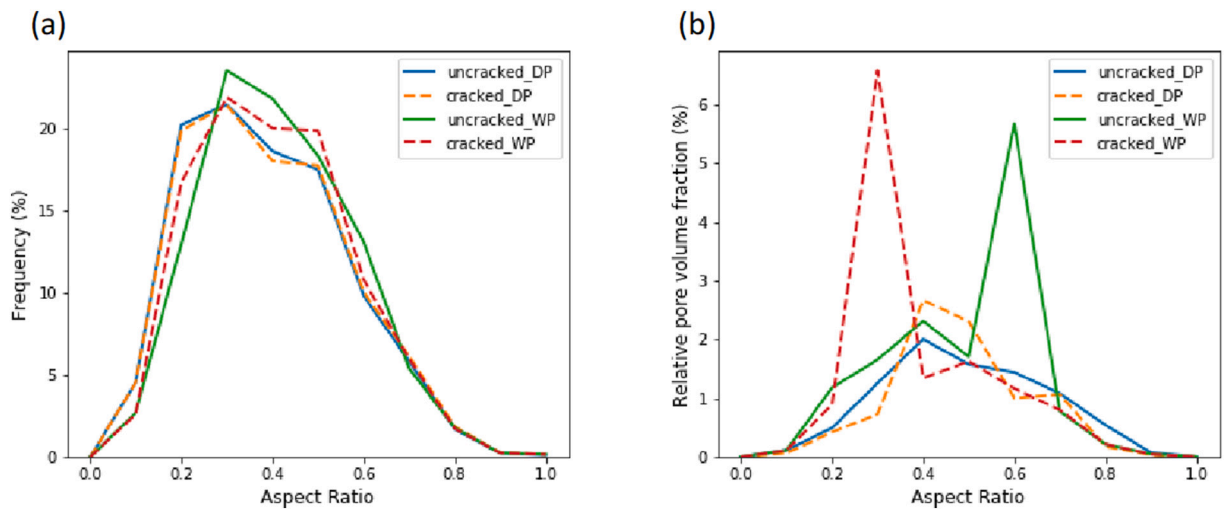 (a)
(b)
uncracked_DP
cracked_DP
uncracked_WP
cracked_WP
Frequency (%)
20
15
10
5
0
0.0 0.2 0.4 0.6 0.8 1.0
Aspect Ratio
uncracked_DP
cracked_DP
uncracked_WP
cracked_WP
Relative pore volume fraction (%)
6
5
4
3
2
1
0
0.0 0.2 0.4 0.6 0.8 1.0
Aspect Ratio